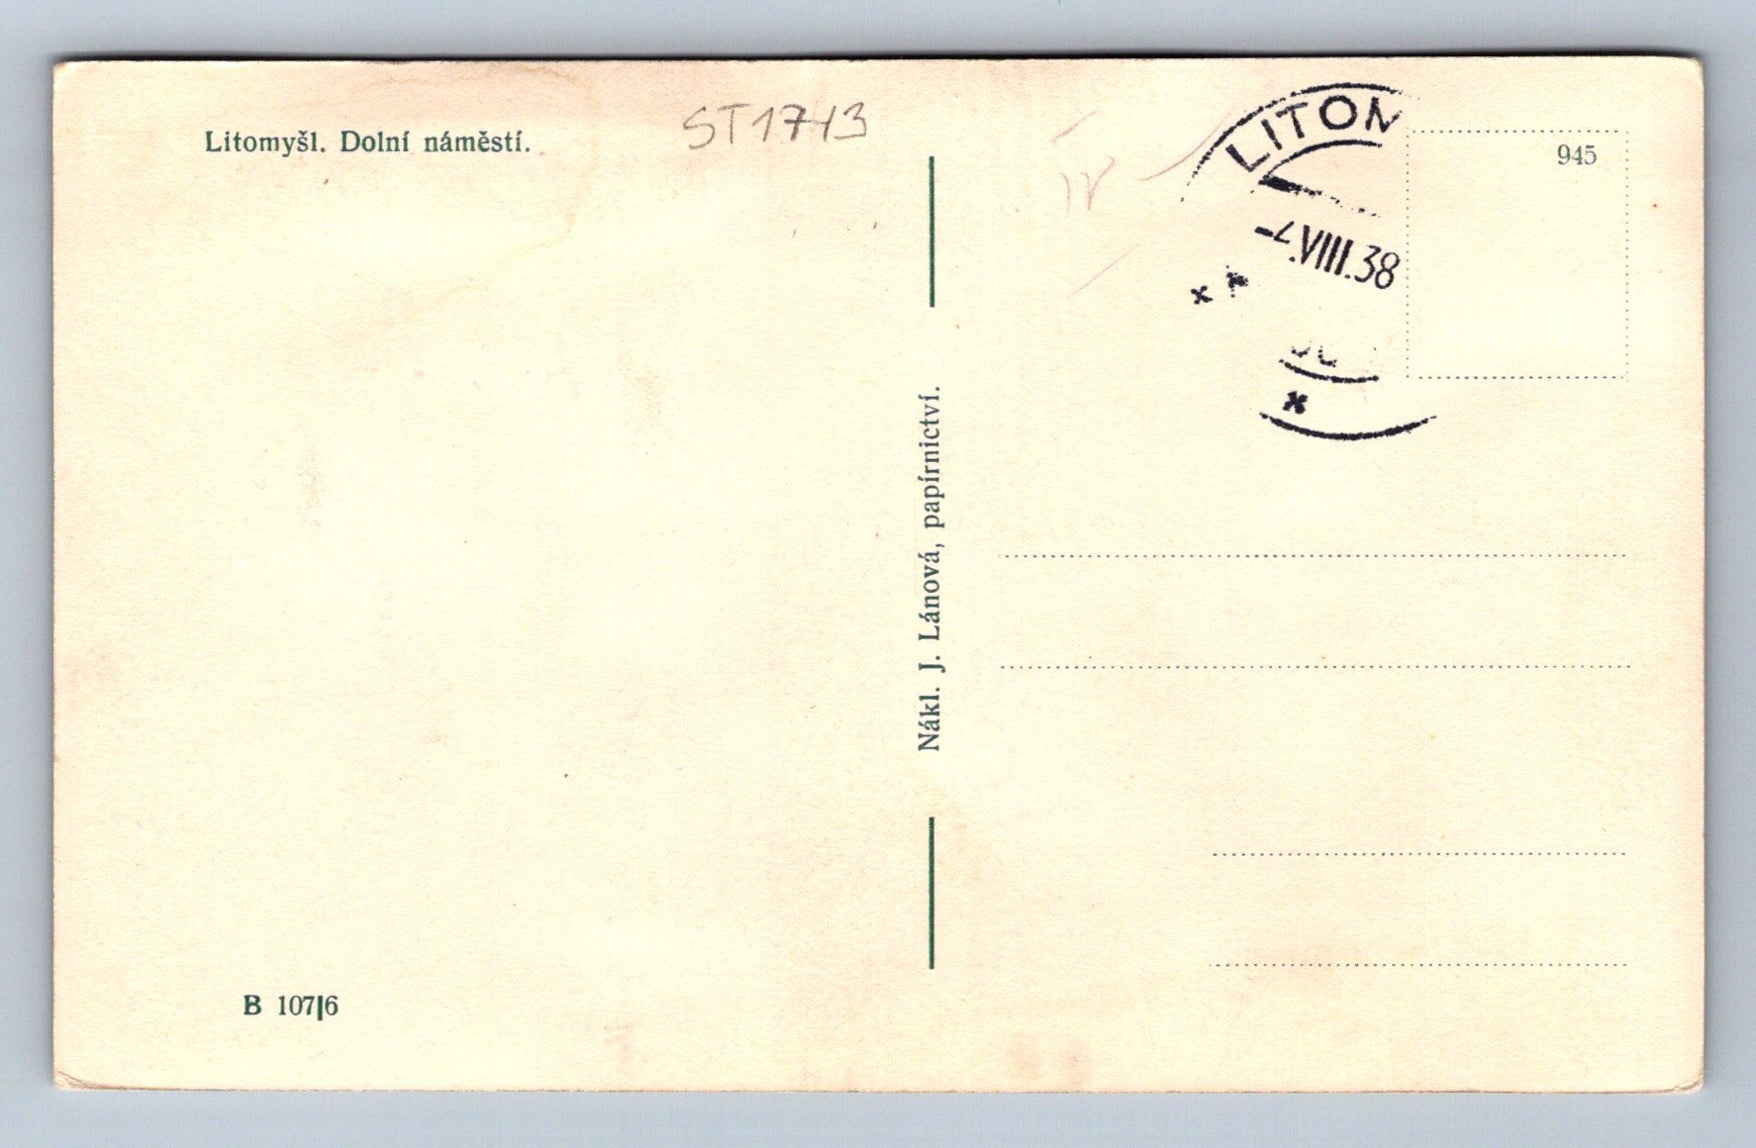 Litomyšl. Dolní náměstí.
ST1713
LITOM
945
-4.VIII.38
Nákl. J. Lánová, papírnictví.
B 107|6